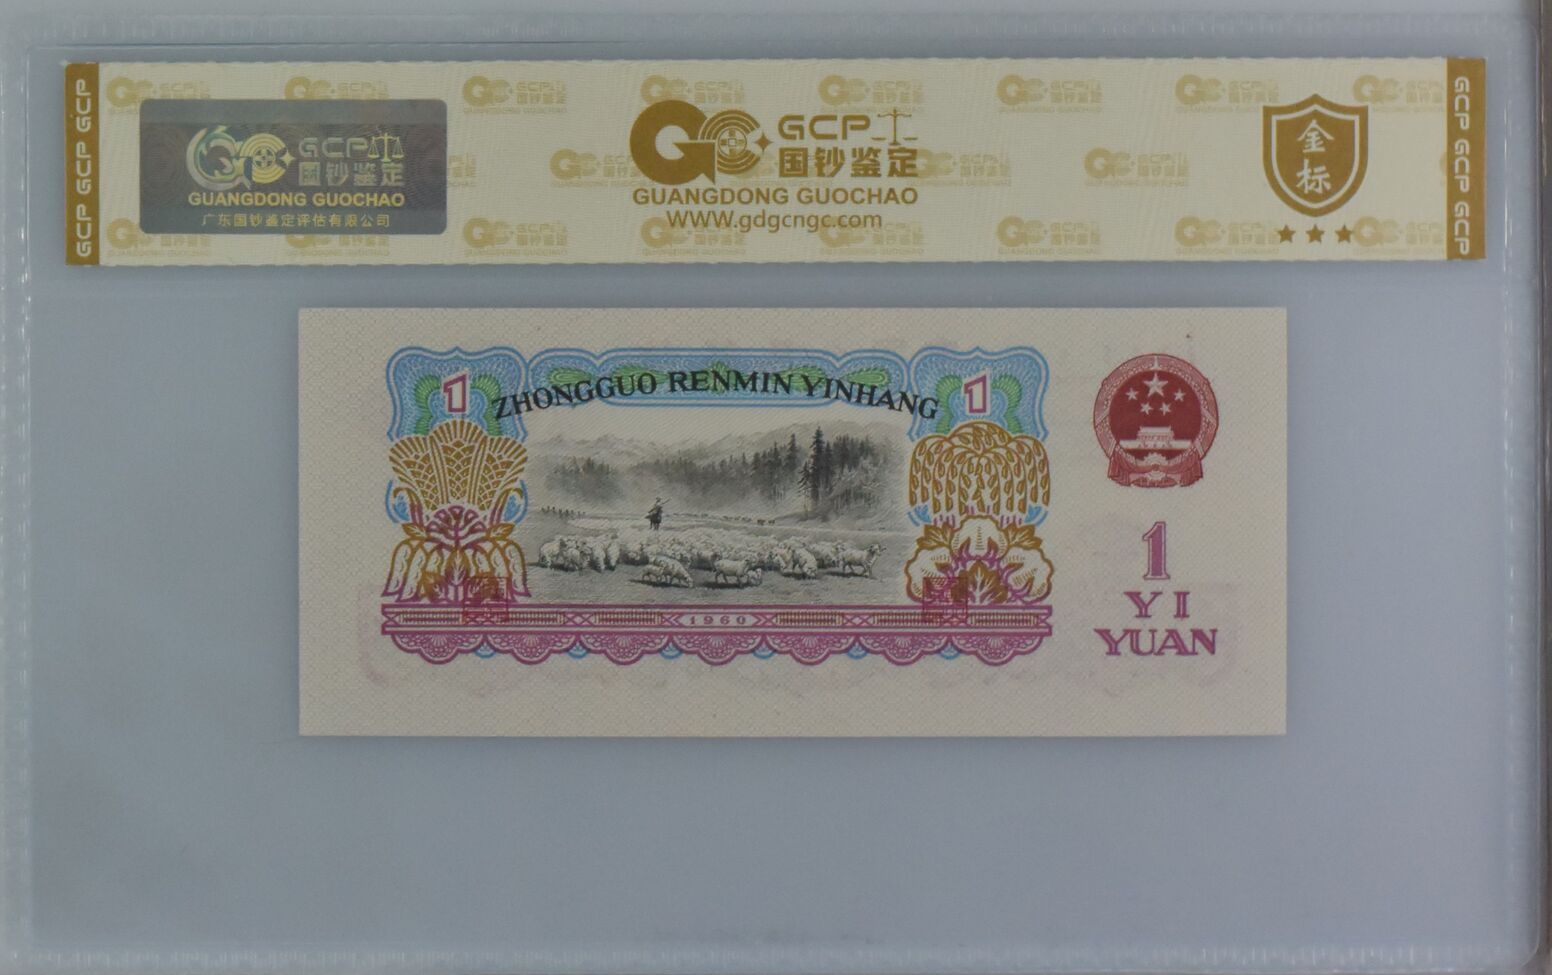 GCP GCP GCP
GCP
国钞鉴定
GUANGDONG GUOCHAO
广东国钞鉴定评估有限公司
GCP
国钞鉴定
GUANGDONG GUOCHAO
WWW.gdgcngc.com
金标
GCP GCP GCP
1
ZHONGGUO RENMIN YINHANG
1
1960
1
YI
YUAN